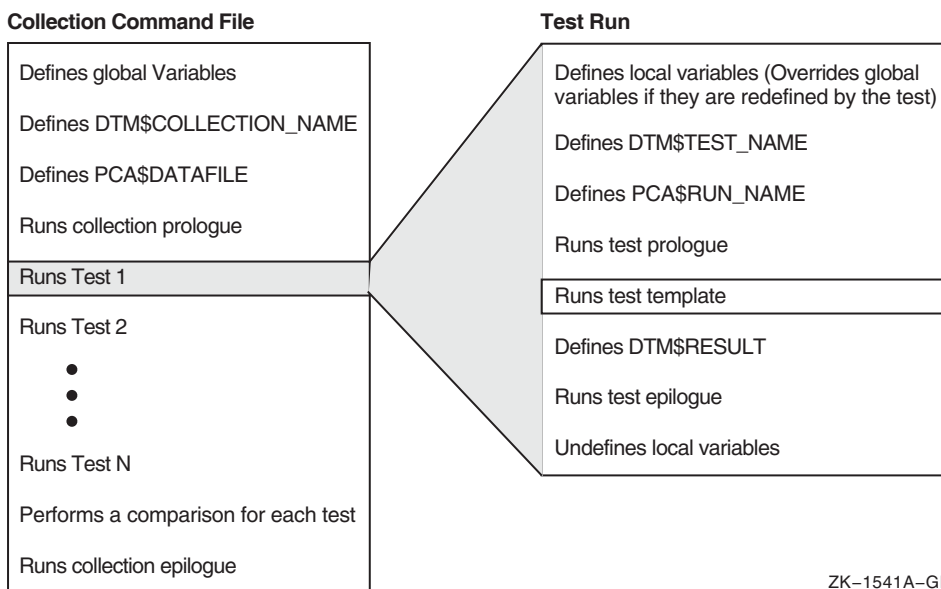 Collection Command File
Defines global Variables
Defines DTM$COLLECTION_NAME
Defines PCA$DATAFILE
Runs collection prologue
Runs Test 1
Runs Test 2
Runs Test N
Performs a comparison for each test
Runs collection epilogue
Test Run
Defines local variables (Overrides global
variables if they are redefined by the test)
Defines DTM$TEST_NAME
Defines PCA$RUN_NAME
Runs test prologue
Runs test template
Defines DTM$RESULT
Runs test epilogue
Undefines local variables